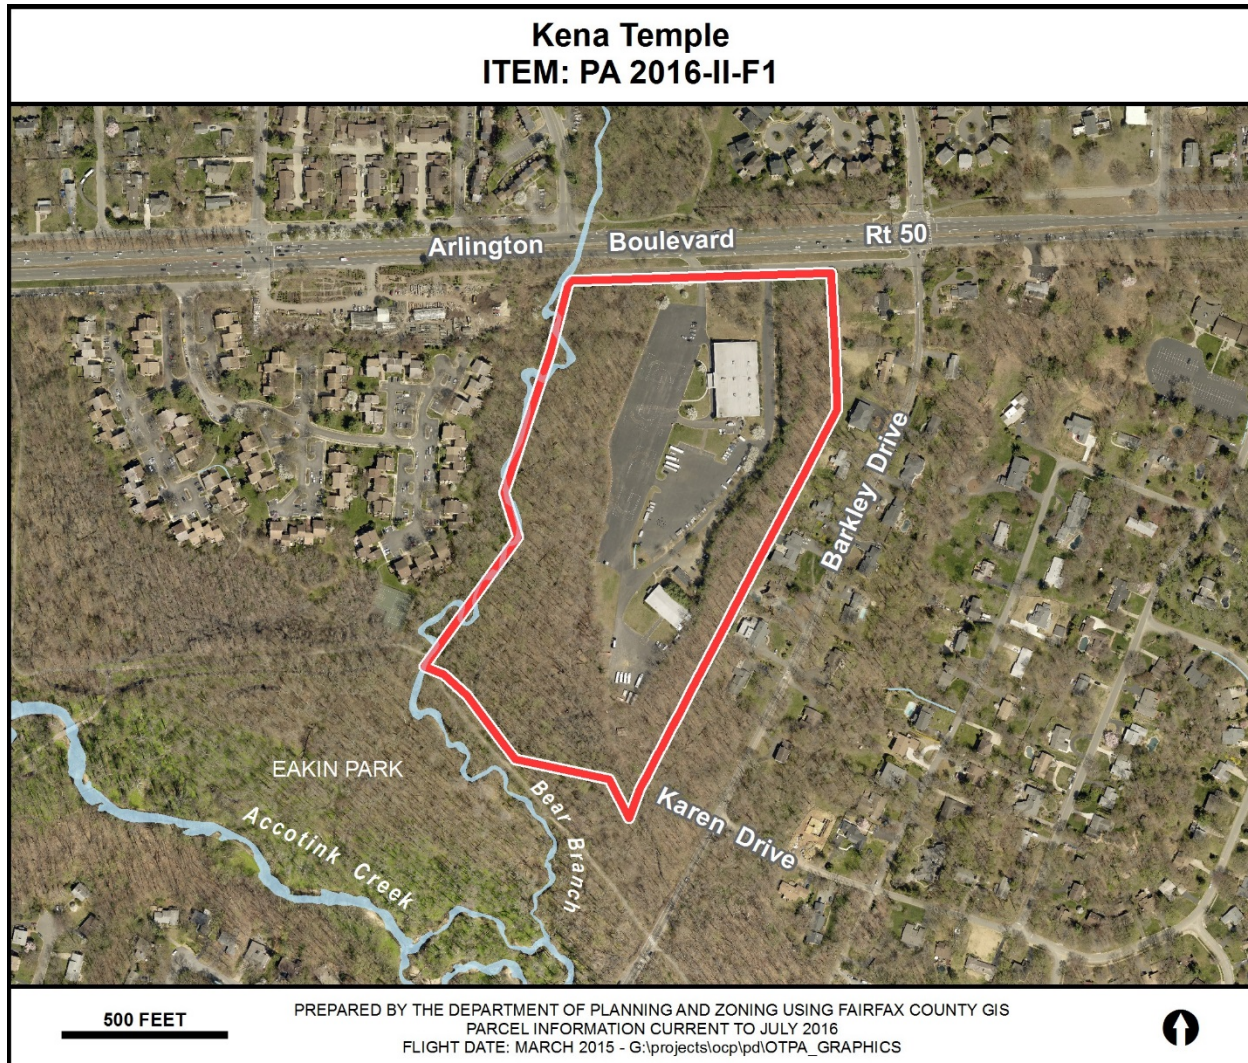 Kena Temple
ITEM: PA 2016-II-F1
Arlington Boulevard Rt 50
Barkley Drive
EAKIN PARK
Accotink Creek
Bear Branch
Karen Drive
500 FEET
PREPARED BY THE DEPARTMENT OF PLANNING AND ZONING USING FAIRFAX COUNTY GIS
PARCEL INFORMATION CURRENT TO JULY 2016
FLIGHT DATE: MARCH 2015 - G:\projects\ocp\pd\OTPA_GRAPHICS